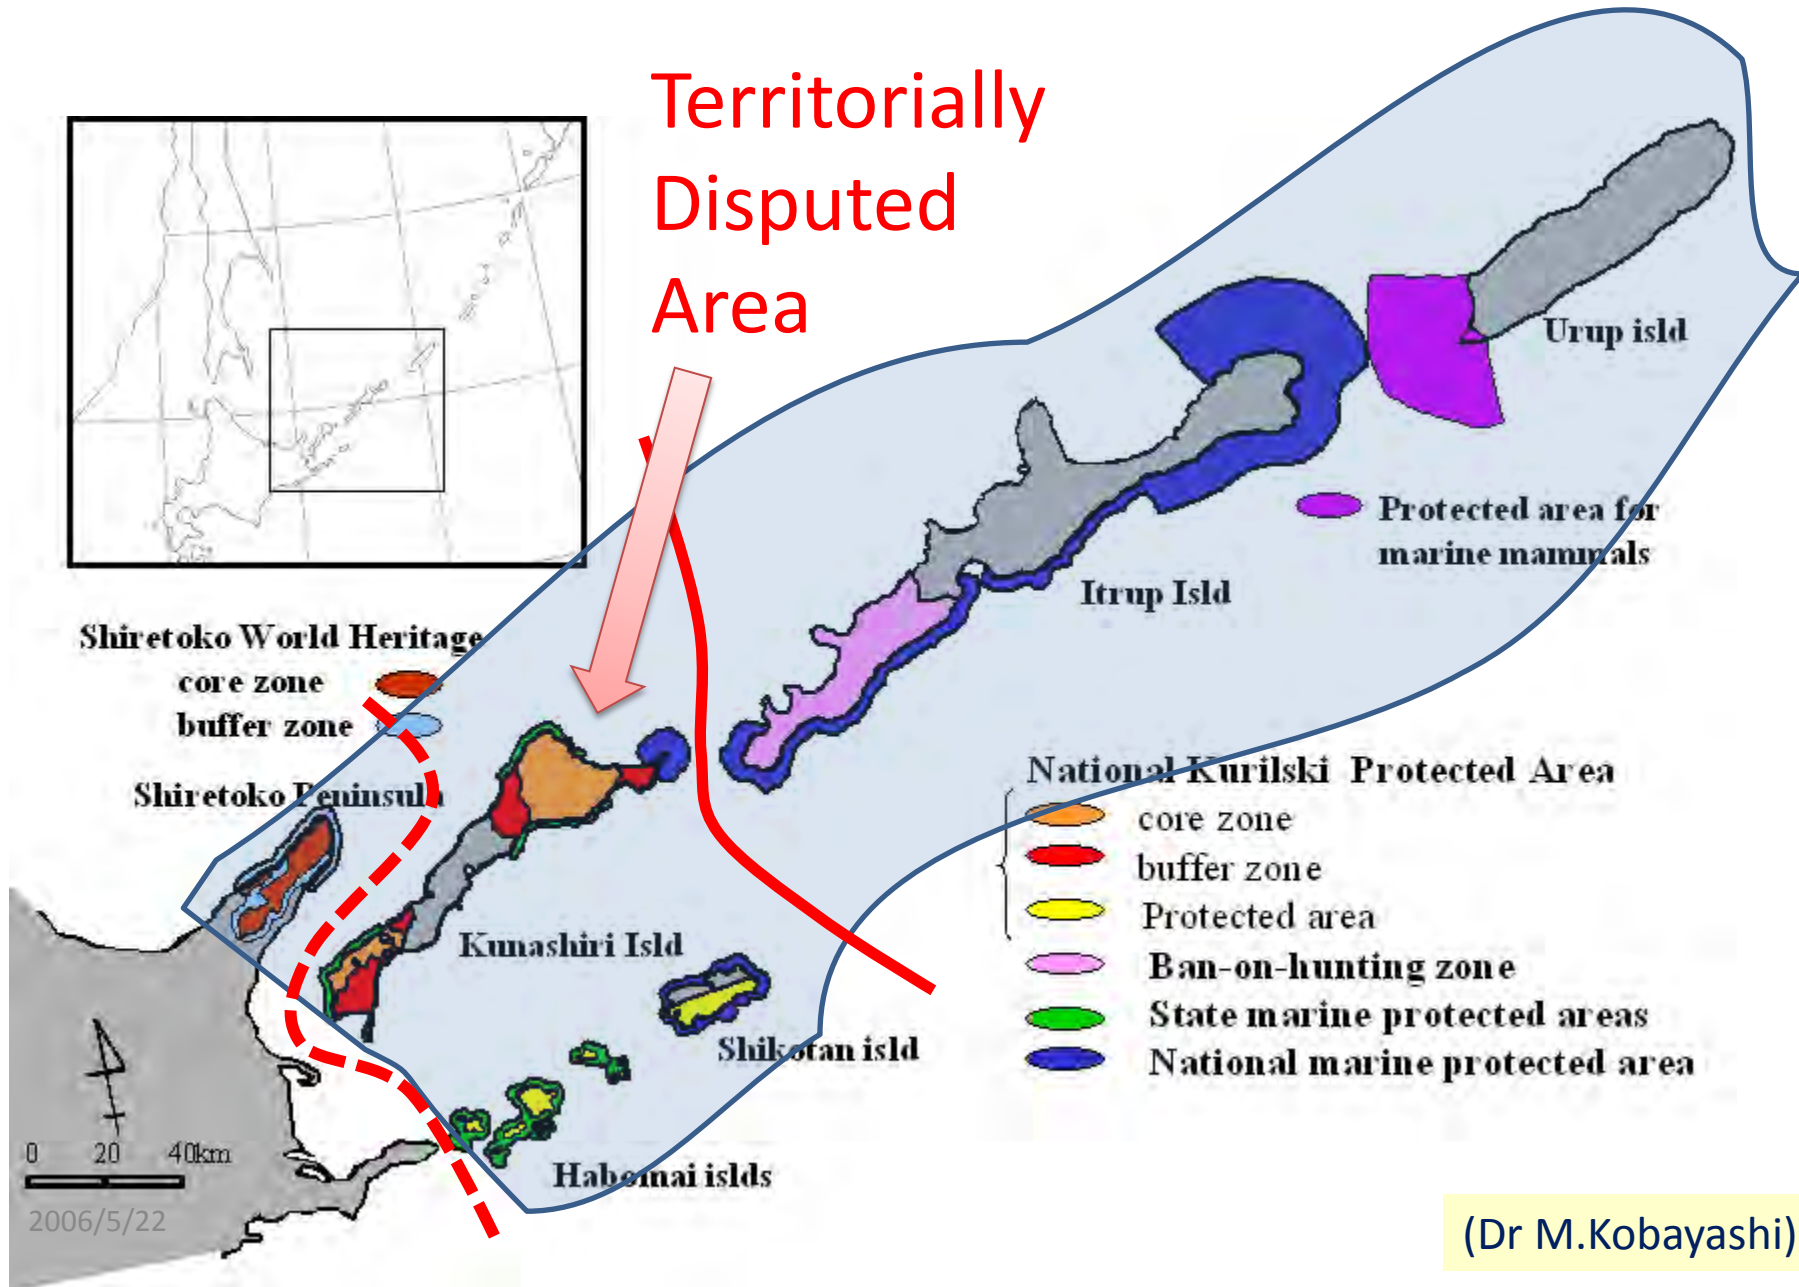 Territorially
Disputed
Area
Urup isld
Protected area for
marine mammals
Itrup Isld
Shiretoko World Heritage
core zone
buffer zone
Shiretoko Peninsula
National Kurilski Protected Area
core zone
buffer zone
Protected area
Ban-on-hunting zone
State marine protected areas
National marine protected area
Kunashiri Isld
Shikotan isld
Habomai islds
0 20 40km
2006/5/22
(Dr M.Kobayashi)